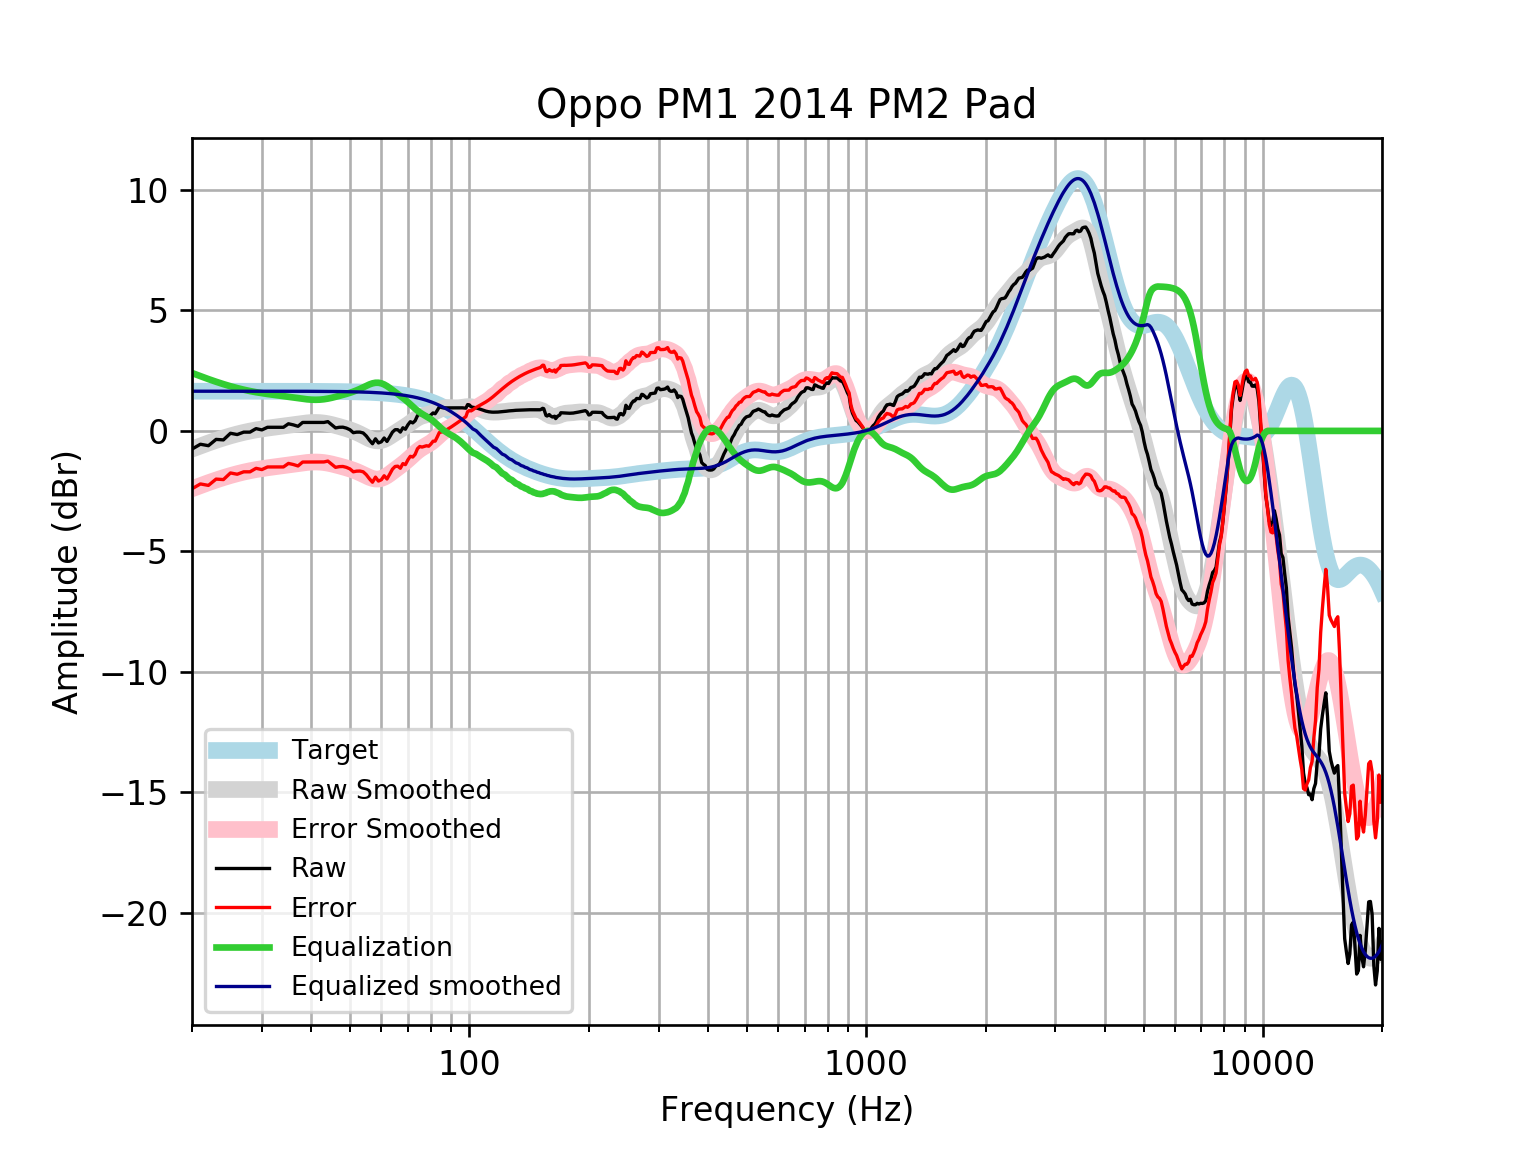 Oppo PM1 2014 PM2 Pad
Amplitude (dBr)
10
5
0
−5
−10
−15
−20
Target
Raw Smoothed
Error Smoothed
Raw
Error
Equalization
Equalized smoothed
100
1000
10000
Frequency (Hz)